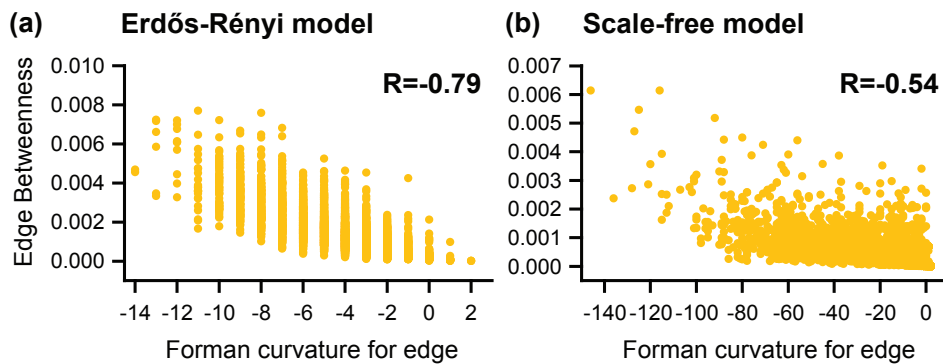 (a) Erdős-Rényi model
R=-0.79
Edge Betweenness
0.010
0.008
0.006
0.004
0.002
0.000
-14 -12 -10 -8 -6 -4 -2 0 2
Forman curvature for edge
(b) Scale-free model
R=-0.54
0.007
0.006
0.005
0.004
0.003
0.002
0.001
0.000
-140 -120 -100 -80 -60 -40 -20 0
Forman curvature for edge